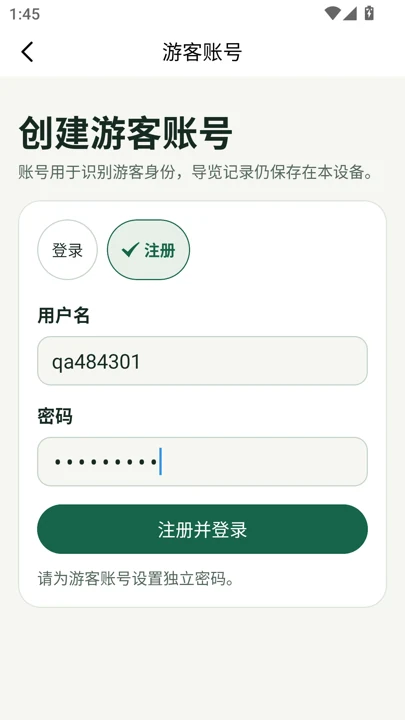 1:45
游客账号
创建游客账号
账号用于识别游客身份，导览记录仍保存在本设备。
登录
注册
用户名
qa484301
密码
•••••••••
注册并登录
请为游客账号设置独立密码。